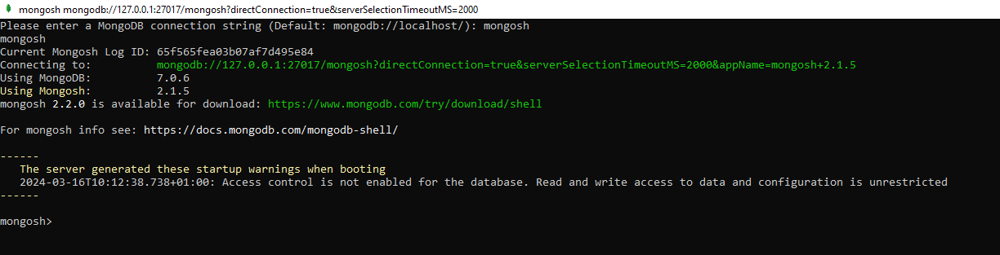 mongosh mongodb://127.0.0.1:27017/mongosh?directConnection=true&serverSelectionTimeoutMS=2000
Please enter a MongoDB connection string (Default: mongodb://localhost/): mongosh
mongosh
Current Mongosh Log ID: 65f565fea03b07af7d495e84
Connecting to: mongodb://127.0.0.1:27017/mongosh?directConnection=true&serverSelectionTimeoutMS=2000&appName=mongosh+2.1.5
Using MongoDB: 7.0.6
Using Mongosh: 2.1.5
mongosh 2.2.0 is available for download: https://www.mongodb.com/try/download/shell
For mongosh info see: https://docs.mongodb.com/mongodb-shell/
------
The server generated these startup warnings when booting
2024-03-16T10:12:38.738+01:00: Access control is not enabled for the database. Read and write access to data and configuration is unrestricted
------
mongosh>